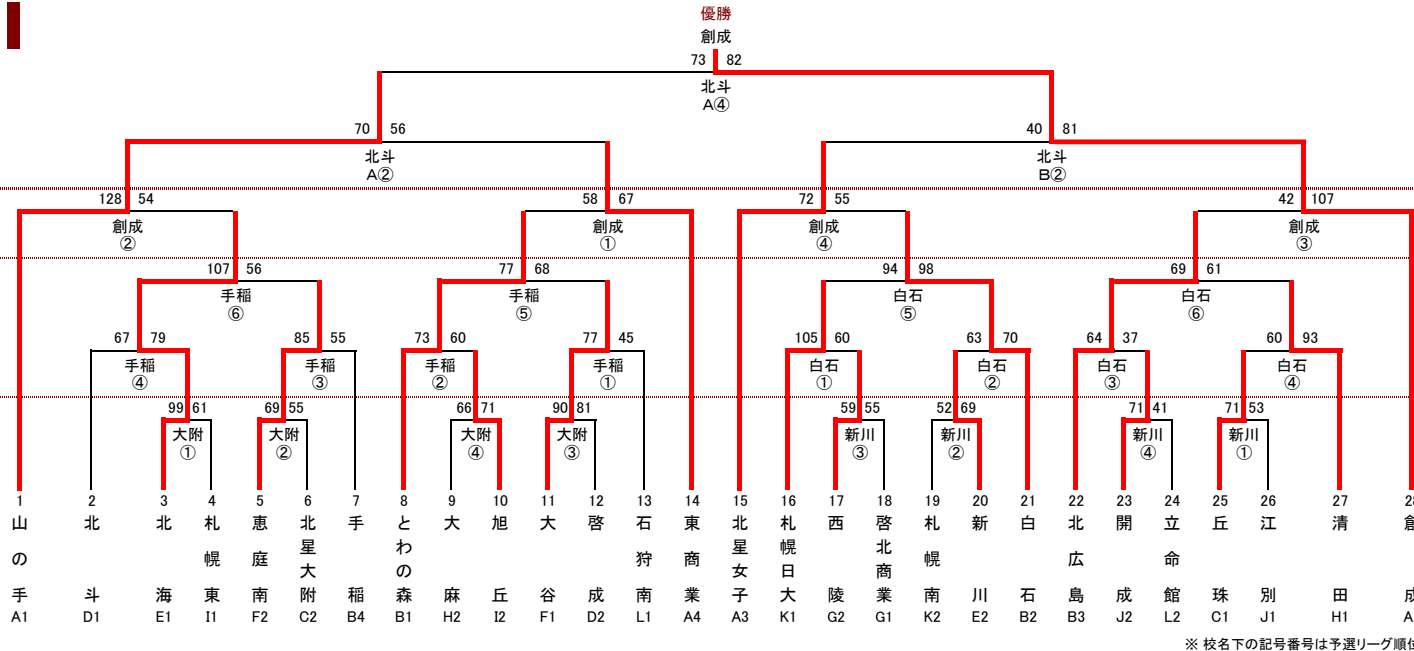 優勝
創成
73 82
北斗
A④
70 56 40 81
北斗 北斗
A② B②
128 54 58 67 72 55 42 107
創成 創成 創成 創成
② ① ④ ③
107 56 77 68 94 98 69 61
手稲 手稲 白石 白石
⑥ ⑤ ⑤ ⑥
67 79 85 55 73 60 77 45 105 60 63 70 64 37 60 93
手稲 手稲 手稲 手稲 白石 白石 白石 白石
④ ③ ② ① ① ② ③ ④
99 61 69 55 66 71 90 81 59 55 52 69 71 41 71 53
大附 大附 大附 大附 新川 新川 新川 新川
① ② ④ ③ ③ ② ④ ①
1 2 3 4 5 6 7 8 9 10 11 12 13 14 15 16 17 18 19 20 21 22 23 24 25 26 27 28
山の手
北斗
北海
札幌東
恵庭南
北星大附
手稲
とわの森
大麻
旭丘
大谷
啓成
石狩南
東商業
北星女子
札幌日大
西陵
啓北商業
札幌南
新川
白石
北広島
開成
立命館
丘珠
江別
清田
創成
A1 D1 E1 I1 F2 C2 B4 B1 H2 I2 F1 D2 L1 A4 A3 K1 G2 G1 K2 E2 B2 B3 J2 L2 C1 J1 H1 A
※ 校名下の記号番号は予選リーグ順位